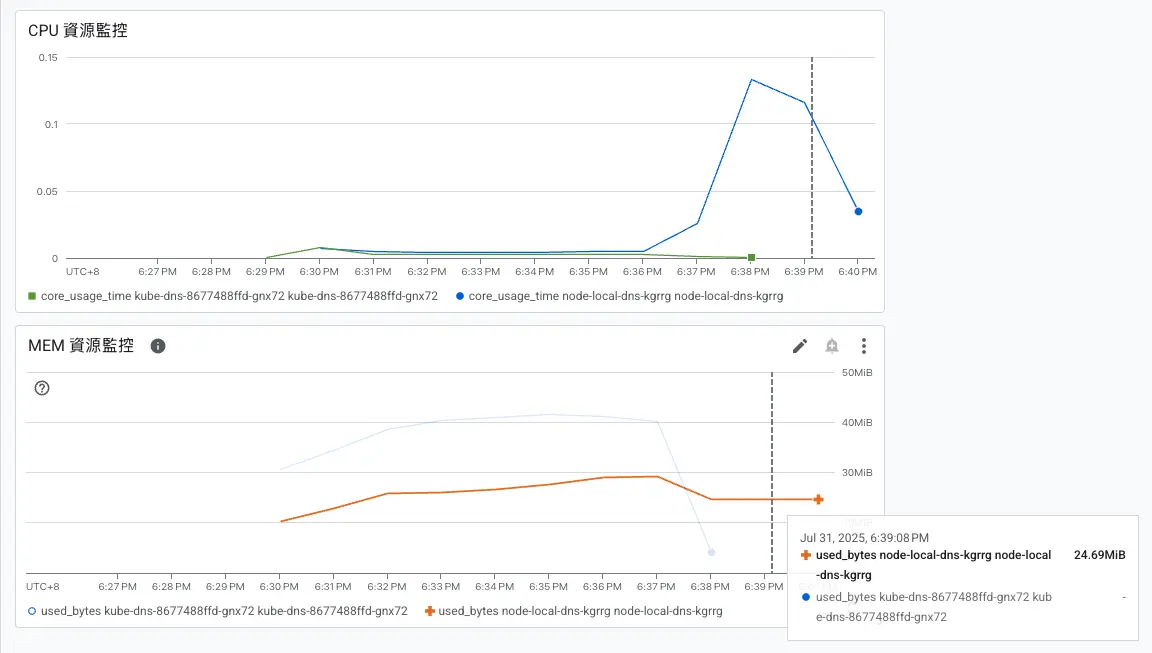 CPU 資源監控
0.15
0.1
0.05
0
UTC+8 6:27 PM 6:28 PM 6:29 PM 6:30 PM 6:31 PM 6:32 PM 6:33 PM 6:34 PM 6:35 PM 6:36 PM 6:37 PM 6:38 PM 6:39 PM 6:40 PM
core_usage_time kube-dns-8677488ffd-gnx72 kube-dns-8677488ffd-gnx72 core_usage_time node-local-dns-kgrrg node-local-dns-kgrrg
MEM 資源監控
50MiB
40MiB
30MiB
UTC+8 6:27 PM 6:28 PM 6:29 PM 6:30 PM 6:31 PM 6:32 PM 6:33 PM 6:34 PM 6:35 PM 6:36 PM 6:37 PM 6:38 PM 6:39 PM
used_bytes kube-dns-8677488ffd-gnx72 kube-dns-8677488ffd-gnx72 used_bytes node-local-dns-kgrrg node-local-dns-kgrrg
Jul 31, 2025, 6:39:08 PM
used_bytes node-local-dns-kgrrg node-local 24.69MiB
-dns-kgrrg
used_bytes kube-dns-8677488ffd-gnx72 kub -
e-dns-8677488ffd-gnx72